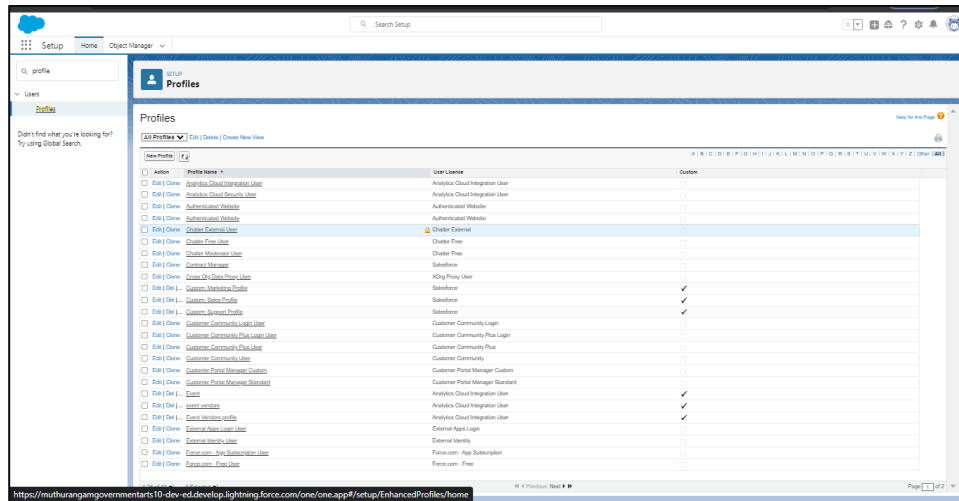 Search Setup
Setup Home Object Manager
profile
Users
Profiles
Didn't find what you're looking for?
Try using Global Search.
SETUP
Profiles
Profiles
Help for this Page
All Profiles Edit | Delete | Create New View
New Profile
A | B | C | D | E | F | G | H | I | J | K | L | M | N | O | P | Q | R | S | T | U | V | W | X | Y | Z | Other | All
Action Profile Name User License Custom
Edit | Clone Analytics Cloud Integration User Analytics Cloud Integration User
Edit | Clone Analytics Cloud Security User Analytics Cloud Integration User
Edit | Clone Authenticated Website Authenticated Website
Edit | Clone Authenticated Website Authenticated Website
Edit | Clone Chatter External User Chatter External
Edit | Clone Chatter Free User Chatter Free
Edit | Clone Chatter Moderator User Chatter Free
Edit | Clone Contract Manager Salesforce
Edit | Clone Cross Org Data Proxy User XOrg Proxy User
Edit | Del |... Custom: Marketing Profile Salesforce ✓
Edit | Del |... Custom: Sales Profile Salesforce ✓
Edit | Del |... Custom: Support Profile Salesforce ✓
Edit | Clone Customer Community Login User Customer Community Login
Edit | Clone Customer Community Plus Login User Customer Community Plus Login
Edit | Clone Customer Community Plus User Customer Community Plus
Edit | Clone Customer Community User Customer Community
Edit | Clone Customer Portal Manager Custom Customer Portal Manager Custom
Edit | Clone Customer Portal Manager Standard Customer Portal Manager Standard
Edit | Del |... Event Analytics Cloud Integration User ✓
Edit | Del |... event vendors Analytics Cloud Integration User ✓
Edit | Del |... Event Vendors profile Analytics Cloud Integration User ✓
Edit | Clone External Apps Login User External Apps Login
Edit | Clone External Identity User External Identity
Edit | Clone Force.com - App Subscription User Force.com - App Subscription
Edit | Clone Force.com - Free User Force.com - Free
Previous Next Page 1 of 2
https://muthurangamgovernmentarts10-dev-ed.develop.lightning.force.com/one/one.app#/setup/EnhancedProfiles/home